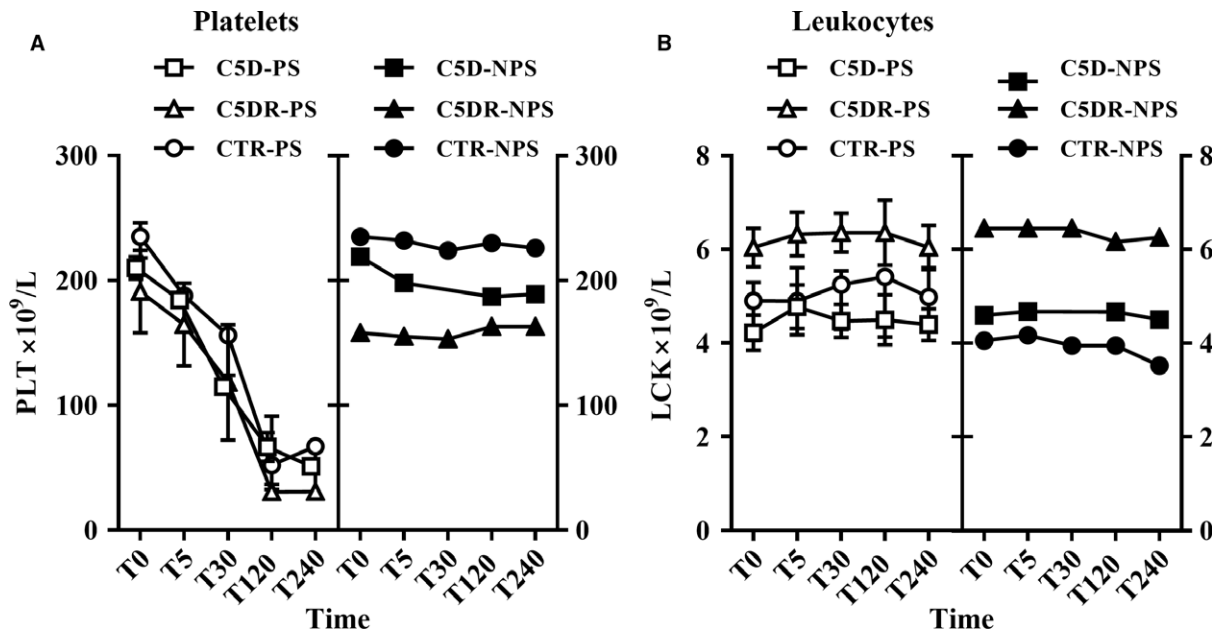 A
Platelets
C5D-PS
C5DR-PS
CTR-PS
C5D-NPS
C5DR-NPS
CTR-NPS
PLT ×10⁹/L
300
200
100
0
300
200
100
0
T0
T5
T30
T120
T240
T0
T5
T30
T120
T240
Time
B
Leukocytes
C5D-PS
C5DR-PS
CTR-PS
C5D-NPS
C5DR-NPS
CTR-NPS
LCK ×10⁹/L
8
6
4
2
0
8
6
4
2
0
T0
T5
T30
T120
T240
T0
T5
T30
T120
T240
Time